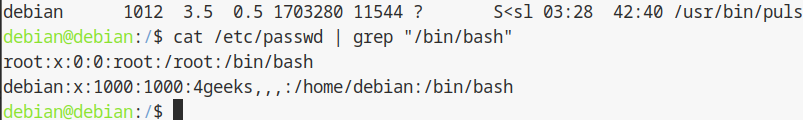 debian      1012  3.5  0.5 1703280 11544 ?       S<sl 03:28  42:40 /usr/bin/puls
debian@debian:/$ cat /etc/passwd | grep "/bin/bash"
root:x:0:0:root:/root:/bin/bash
debian:x:1000:1000:4geeks,,,:/home/debian:/bin/bash
debian@debian:/$